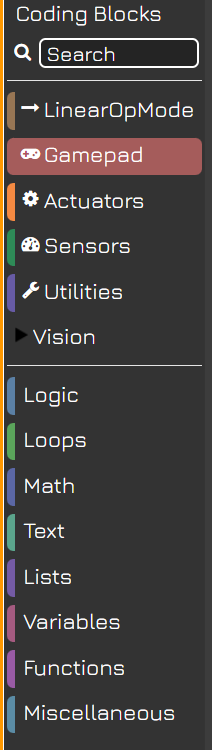 Coding Blocks
Search
LinearOpMode
Gamepad
Actuators
Sensors
Utilities
Vision
Logic
Loops
Math
Text
Lists
Variables
Functions
Miscellaneous